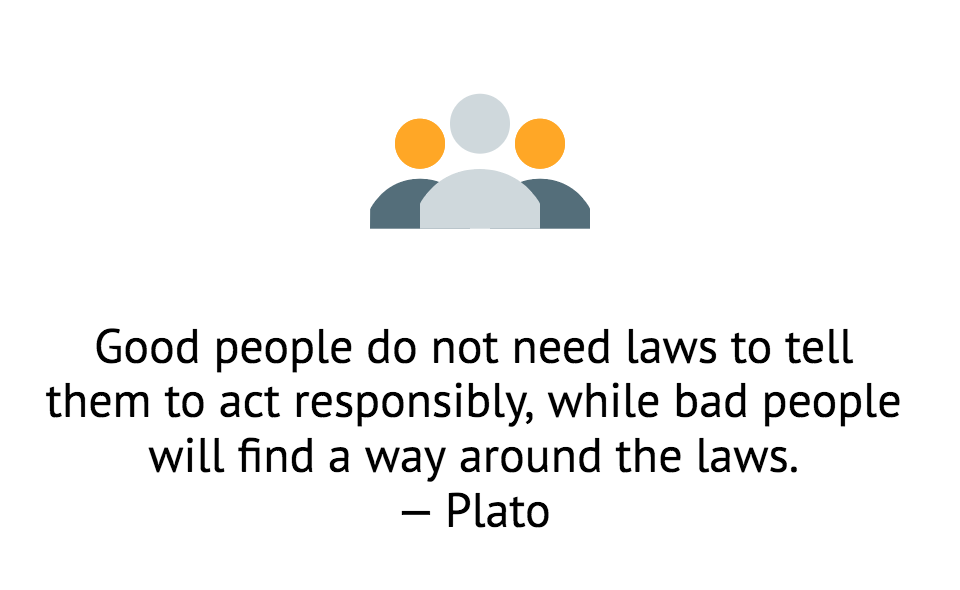 Good people do not need laws to tell
them to act responsibly, while bad people
will find a way around the laws.
— Plato